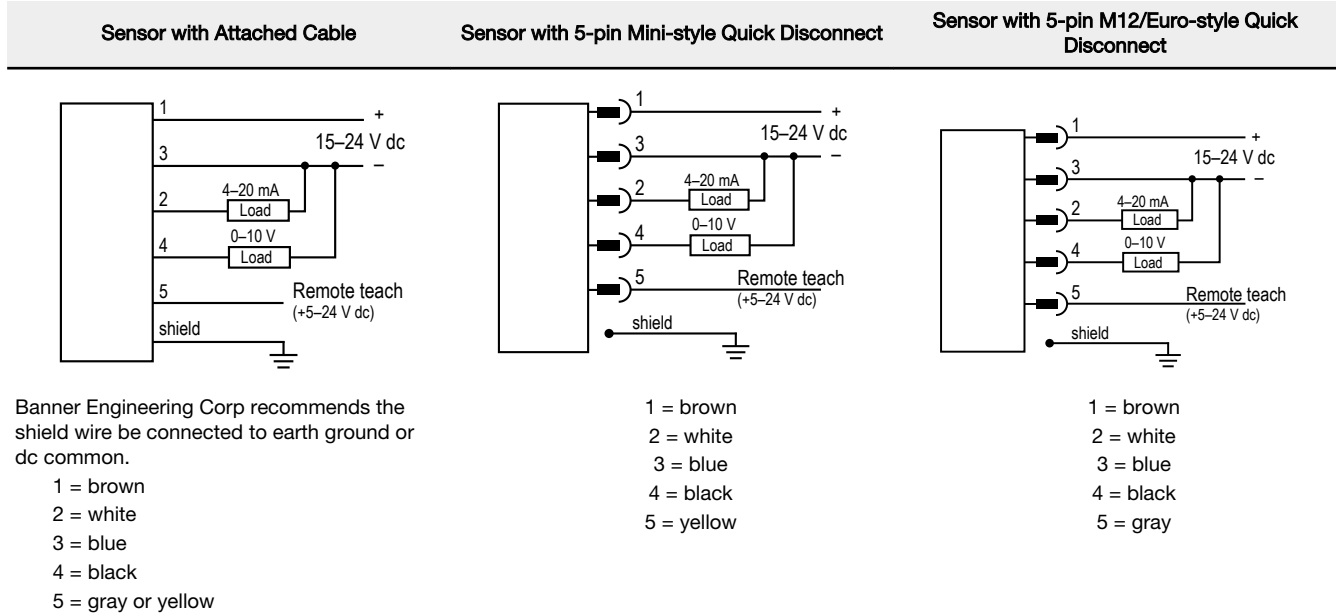 Sensor with Attached Cable
Sensor with 5-pin Mini-style Quick Disconnect
Sensor with 5-pin M12/Euro-style Quick
Disconnect
1
+
15–24 V dc
3
–
4–20 mA
2
Load
0–10 V
4
Load
5
Remote teach
(+5–24 V dc)
shield
Banner Engineering Corp recommends the
shield wire be connected to earth ground or
dc common.
1 = brown
2 = white
3 = blue
4 = black
5 = gray or yellow
1
+
15–24 V dc
3
–
4–20 mA
2
Load
0–10 V
4
Load
5
Remote teach
(+5–24 V dc)
shield
1 = brown
2 = white
3 = blue
4 = black
5 = yellow
1
+
15–24 V dc
3
–
4–20 mA
2
Load
0–10 V
4
Load
5
Remote teach
(+5–24 V dc)
shield
1 = brown
2 = white
3 = blue
4 = black
5 = gray